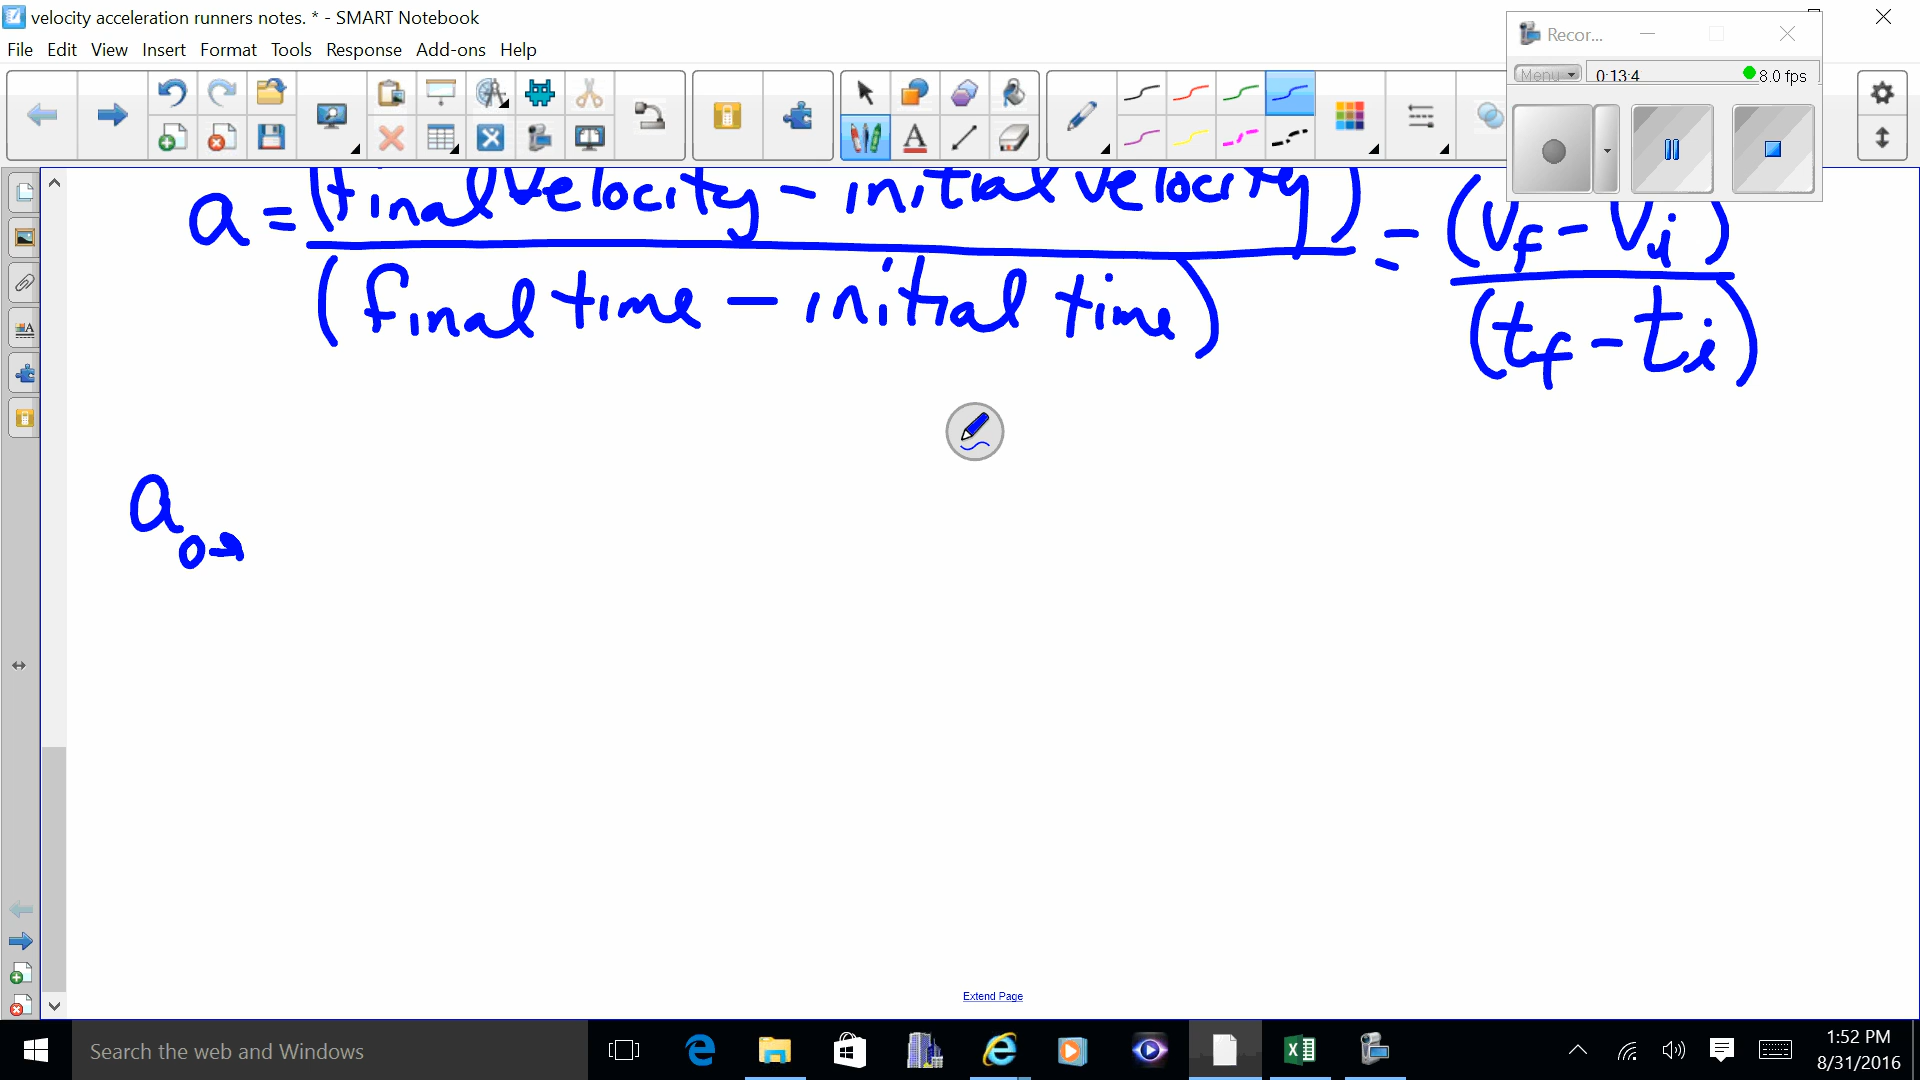 velocity acceleration runners notes. * - SMART Notebook
File Edit View Insert Format Tools Response Add-ons Help
Recor...
Menu 0:13:4 8.0 fps
a = (final velocity - initial velocity) = (Vf - Vi)
(final time - initial time) (tf - ti)
a 0→
Extend Page
Search the web and Windows
1:52 PM
8/31/2016